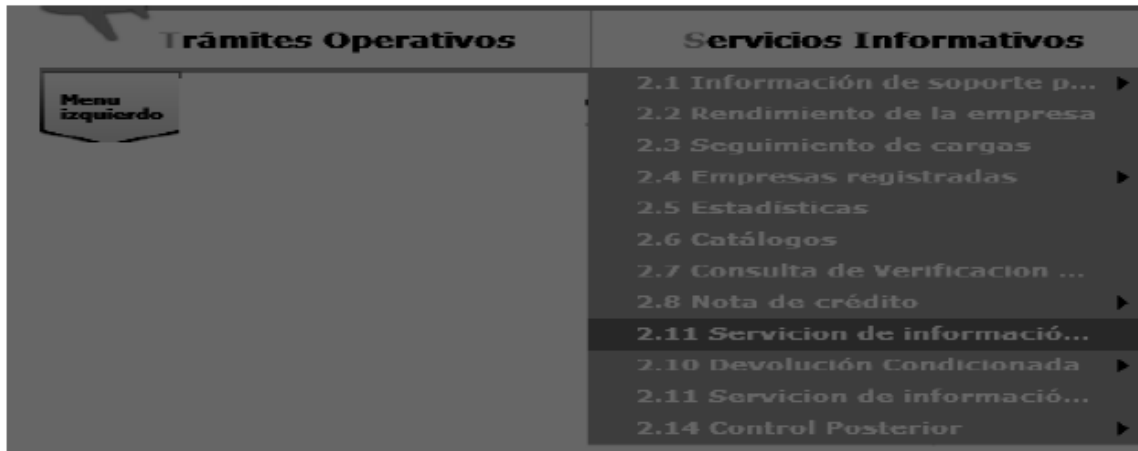 Trámites Operativos
Servicios Informativos
Menu
izquierdo
2.1 Información de soporte p...
2.2 Rendimiento de la empresa
2.3 Seguimiento de cargas
2.4 Empresas registradas
2.5 Estadísticas
2.6 Catálogos
2.7 Consulta de Verificacion ...
2.8 Nota de crédito
2.11 Servicion de informació...
2.10 Devolución Condicionada
2.11 Servicion de informació...
2.14 Control Posterior